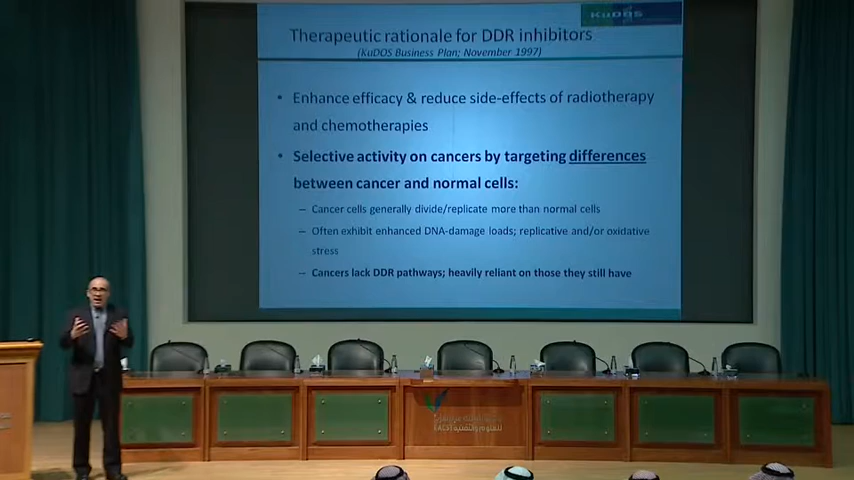 KuDOS
Therapeutic rationale for DDR inhibitors
(KuDOS Business Plan; November 1997)
• Enhance efficacy & reduce side-effects of radiotherapy
and chemotherapies
• Selective activity on cancers by targeting differences
between cancer and normal cells:
– Cancer cells generally divide/replicate more than normal cells
– Often exhibit enhanced DNA-damage loads; replicative and/or oxidative
stress
– Cancers lack DDR pathways; heavily reliant on those they still have
للعلوم والتقنية KACST